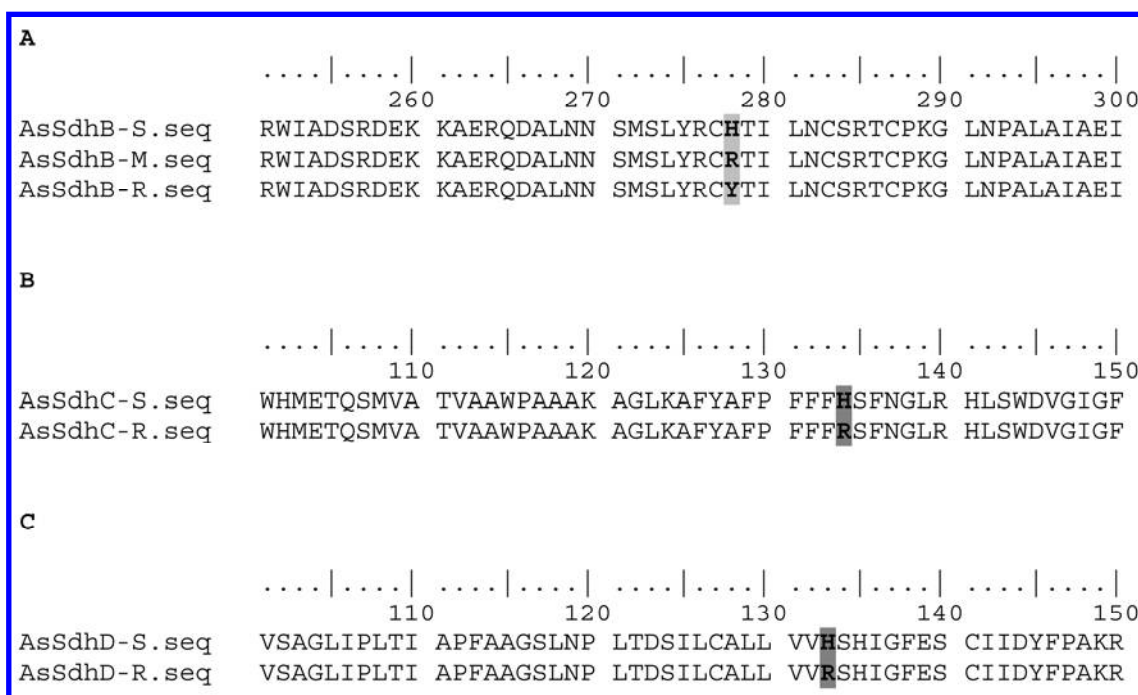 A
....|....| ....|....| ....|....| ....|....| ....|....|
260 270 280 290 300
AsSdhB-S.seq RWIADSRDEK KAERQDALNN SMSLYRCHTI LNCSRTCPKG LNPALAIAEI
AsSdhB-M.seq RWIADSRDEK KAERQDALNN SMSLYRCRTI LNCSRTCPKG LNPALAIAEI
AsSdhB-R.seq RWIADSRDEK KAERQDALNN SMSLYRCYTI LNCSRTCPKG LNPALAIAEI
B
....|....| ....|....| ....|....| ....|....| ....|....|
110 120 130 140 150
AsSdhC-S.seq WHMETQSMVA TVAAWPAAAK AGLKAFYAFP FFFHSFNGLR HLSWDVGIGF
AsSdhC-R.seq WHMETQSMVA TVAAWPAAAK AGLKAFYAFP FFFRSFNGLR HLSWDVGIGF
C
....|....| ....|....| ....|....| ....|....| ....|....|
110 120 130 140 150
AsSdhD-S.seq VSAGLIPLTI APFAAGSLNP LTDSILCALL VVHSHIGFES CIIDYFPAKR
AsSdhD-R.seq VSAGLIPLTI APFAAGSLNP LTDSILCALL VVRSHIGFES CIIDYFPAKR